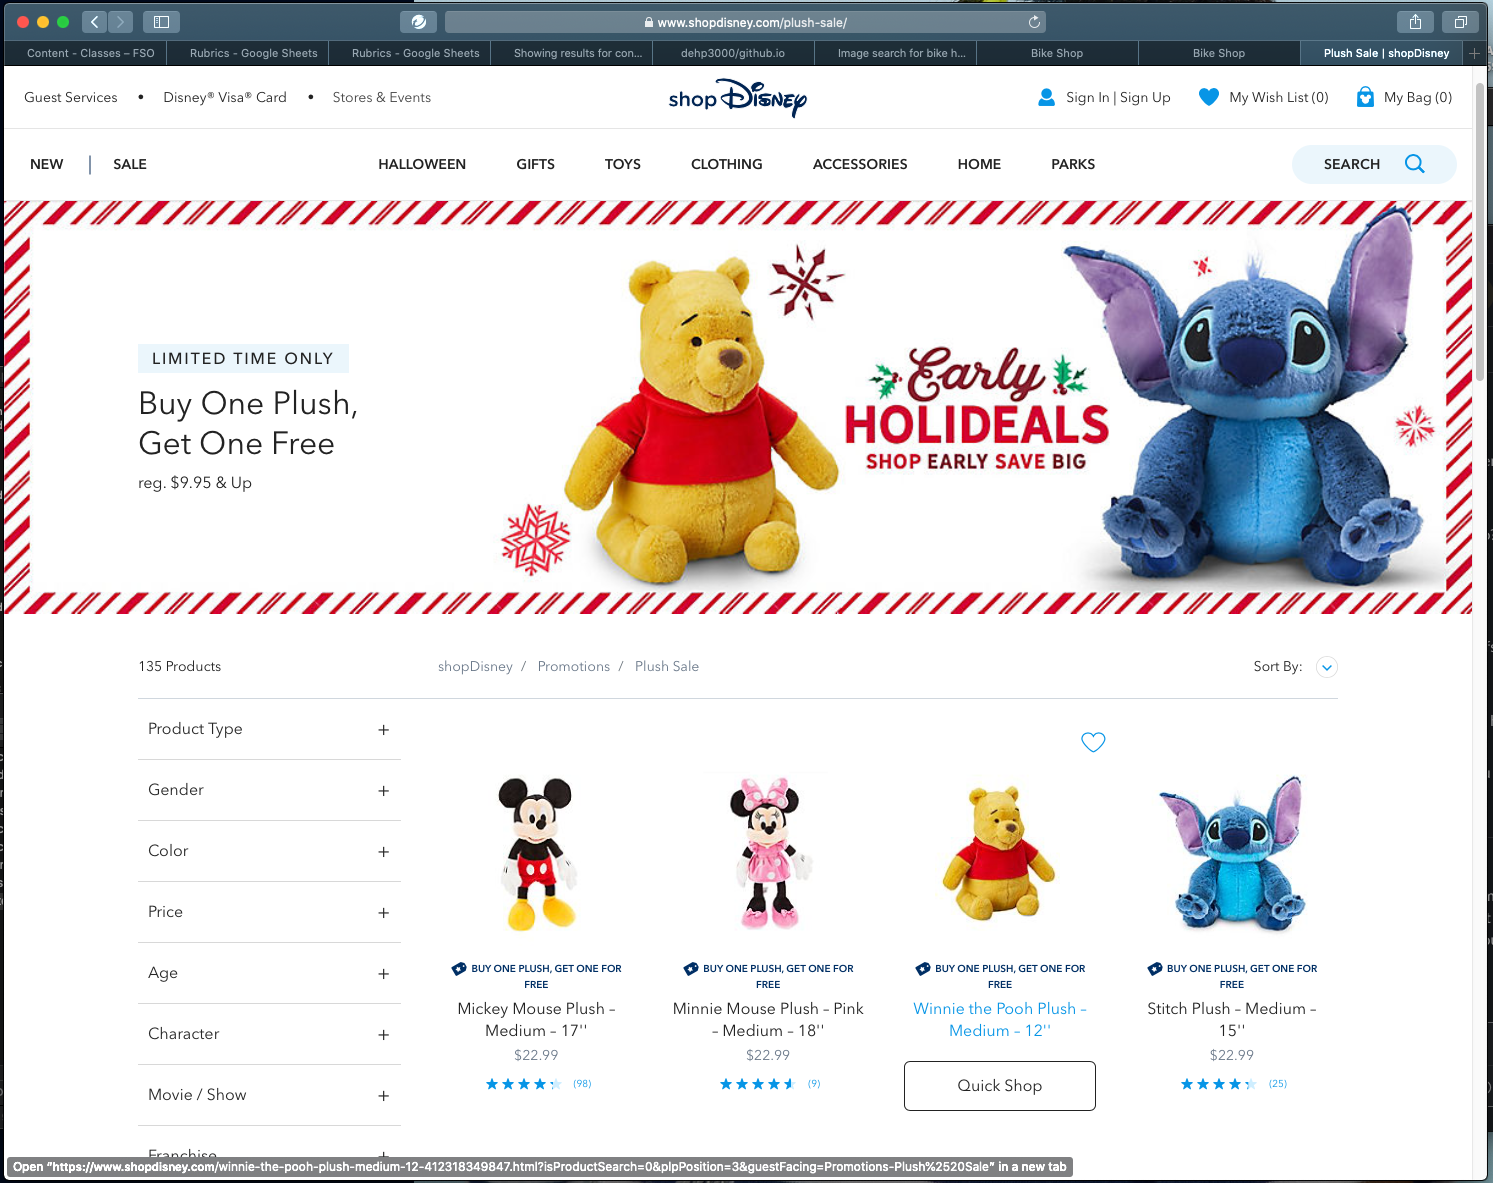 www.shopdisney.com/plush-sale/
Content - Classes – FSO
Rubrics - Google Sheets
Rubrics - Google Sheets
Showing results for con...
dehp3000/github.io
Image search for bike h...
Bike Shop
Bike Shop
Plush Sale | shopDisney
Guest Services • Disney® Visa® Card • Stores & Events
shop Disney
Sign In | Sign Up
My Wish List (0)
My Bag (0)
NEW | SALE
HALLOWEEN
GIFTS
TOYS
CLOTHING
ACCESSORIES
HOME
PARKS
SEARCH
LIMITED TIME ONLY
Buy One Plush,
Get One Free
reg. $9.95 & Up
Early
HOLIDEALS
SHOP EARLY SAVE BIG
135 Products
shopDisney / Promotions / Plush Sale
Sort By:
Product Type +
Gender +
Color +
Price +
Age +
Character +
Movie / Show +
Franchise +
BUY ONE PLUSH, GET ONE FOR
FREE
Mickey Mouse Plush –
Medium – 17''
$22.99
(98)
BUY ONE PLUSH, GET ONE FOR
FREE
Minnie Mouse Plush – Pink
– Medium – 18''
$22.99
(9)
BUY ONE PLUSH, GET ONE FOR
FREE
Winnie the Pooh Plush –
Medium – 12''
Quick Shop
BUY ONE PLUSH, GET ONE FOR
FREE
Stitch Plush – Medium –
15''
$22.99
(25)
Open “https://www.shopdisney.com/winnie-the-pooh-plush-medium-12-412318349847.html?isProductSearch=0&plpPosition=3&guestFacing=Promotions-Plush%2520Sale” in a new tab